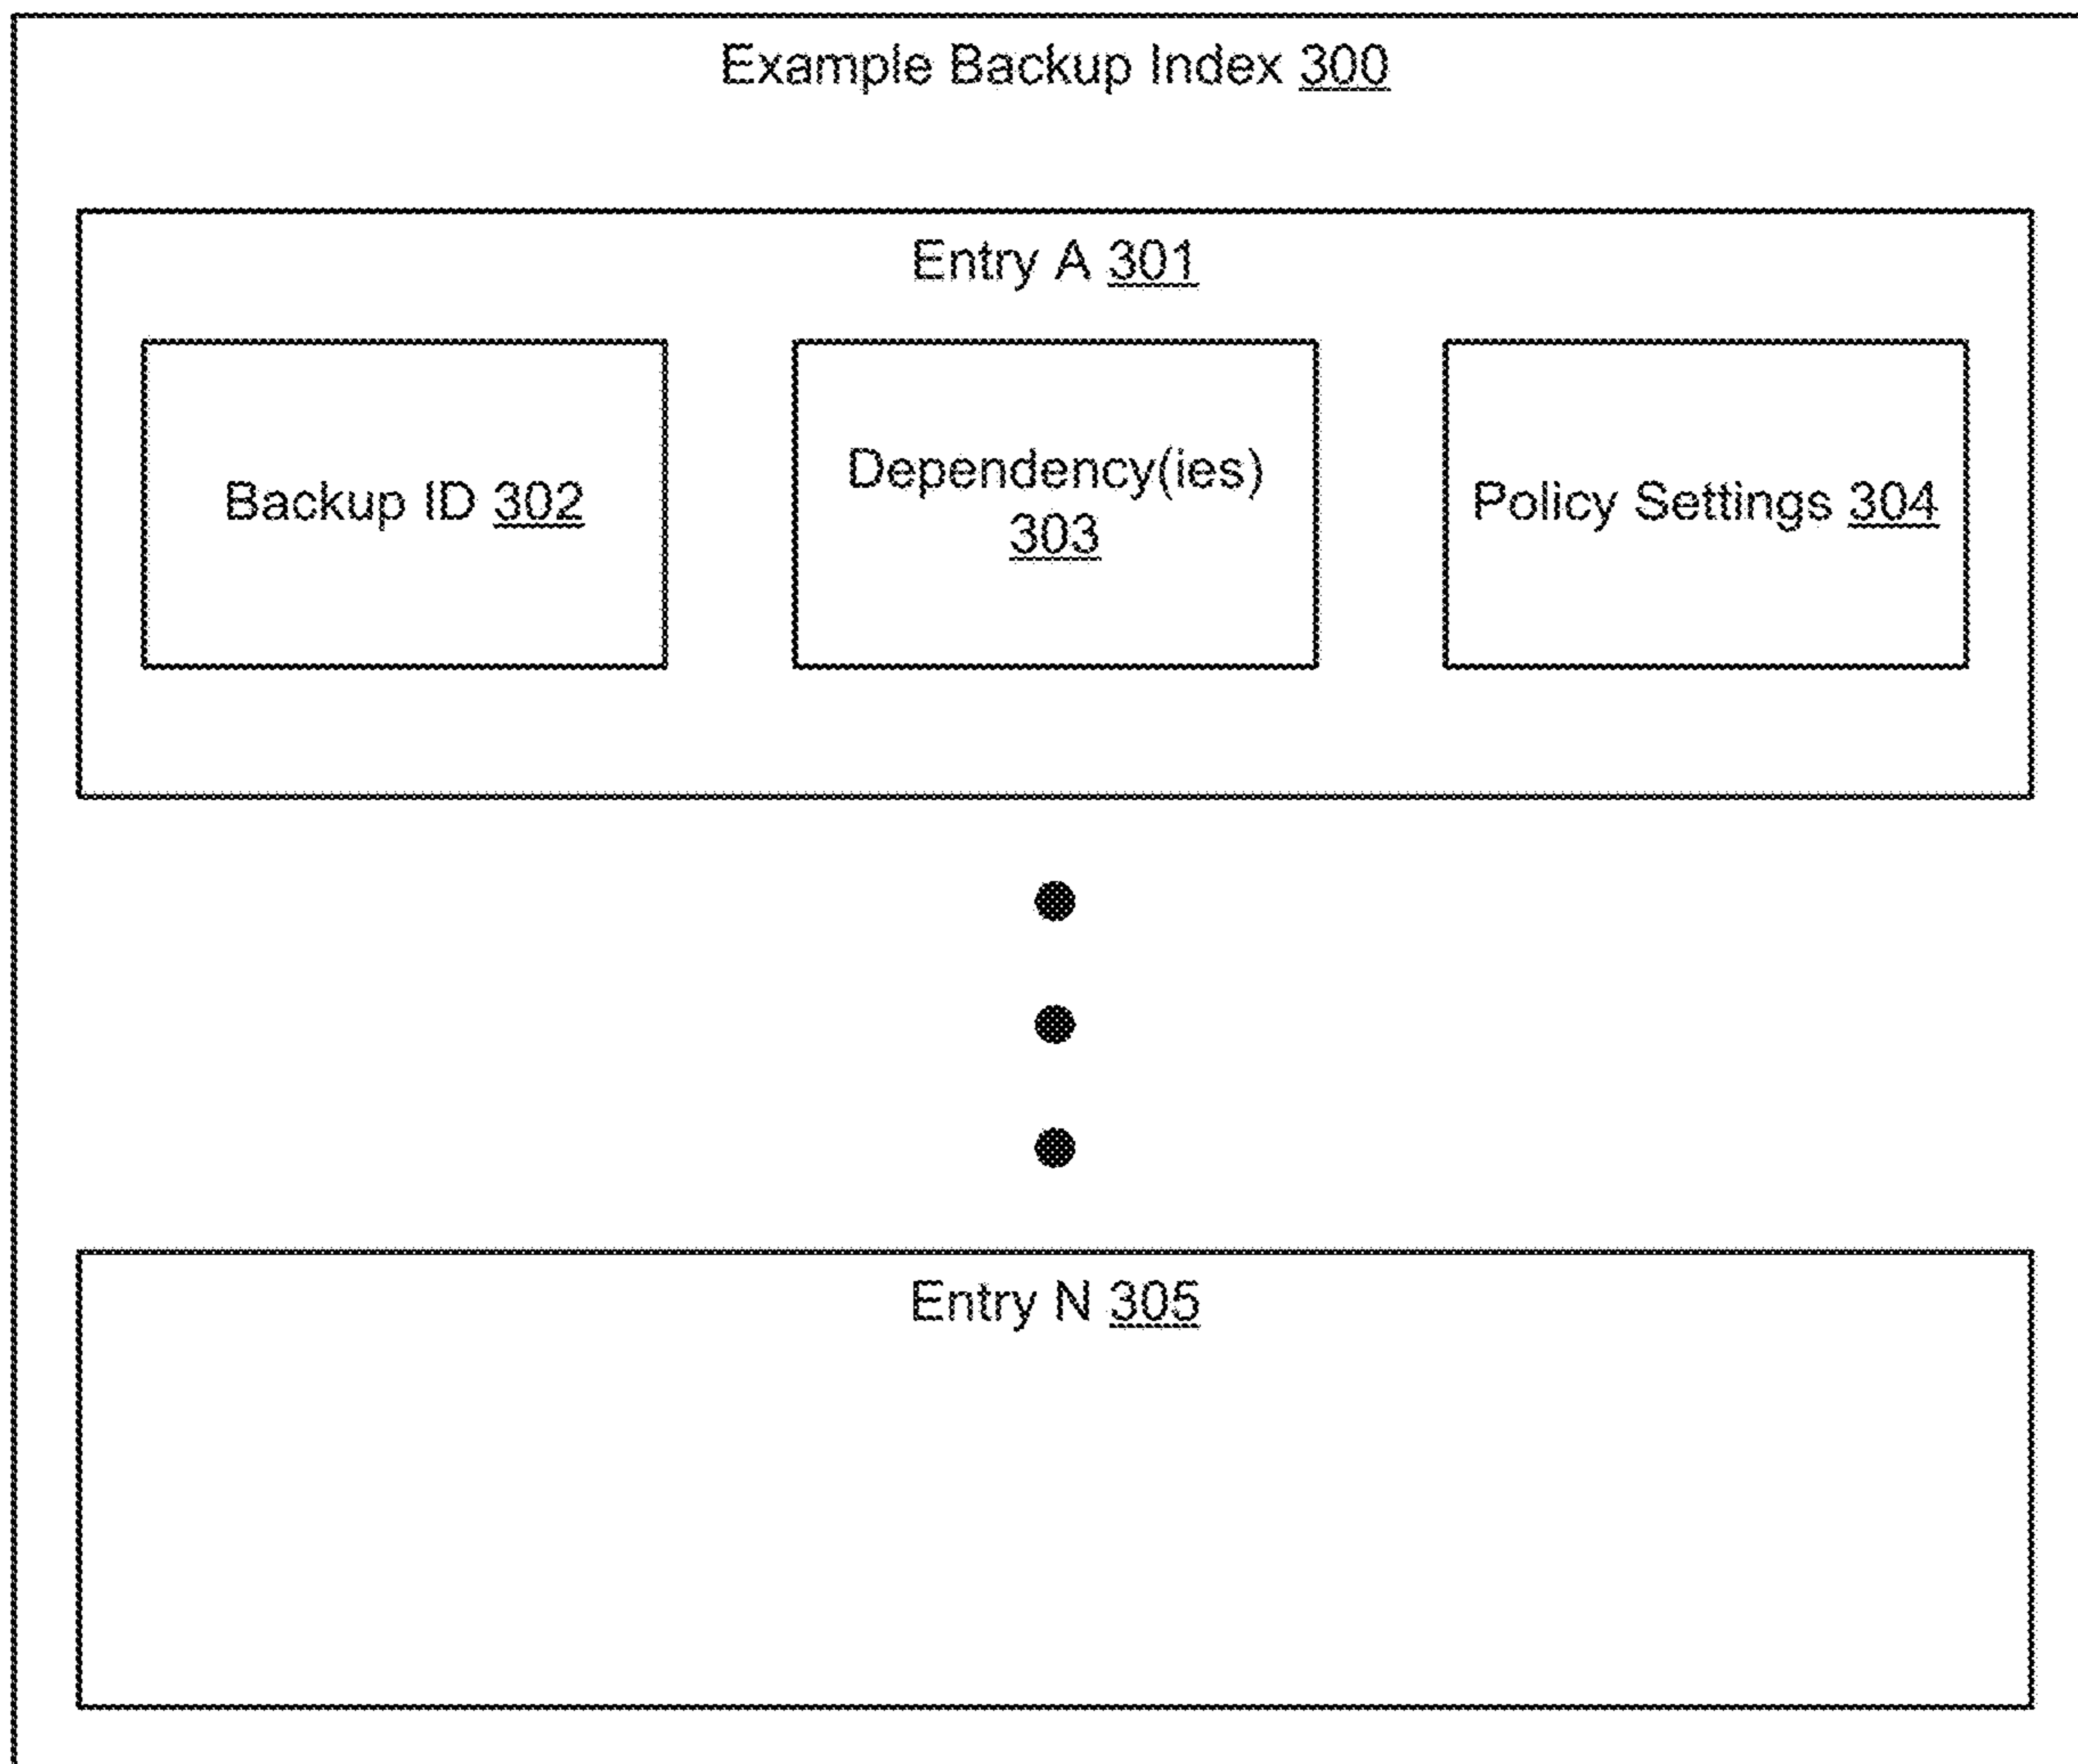 Example Backup Index 300
Entry A 301
Backup ID 302
Dependency(ies)
303
Policy Settings 304
Entry N 305